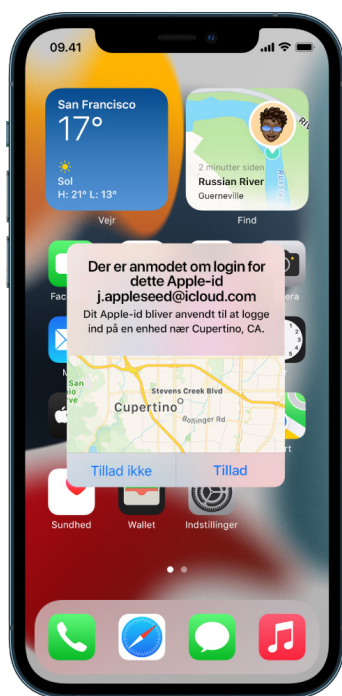 09.41
San Francisco
17°
Sol
H: 21° L: 13°
Vejr
2 minutter siden
Russian River
Guerneville
Find
Der er anmodet om login for
dette Apple-id
j.appleseed@icloud.com
Dit Apple-id bliver anvendt til at logge
ind på en enhed nær Cupertino, CA.
San
Stevens Creek Blvd
Cupertino
Bollinger Rd
Tillad ikke
Tillad
Sundhed
Wallet
Indstillinger